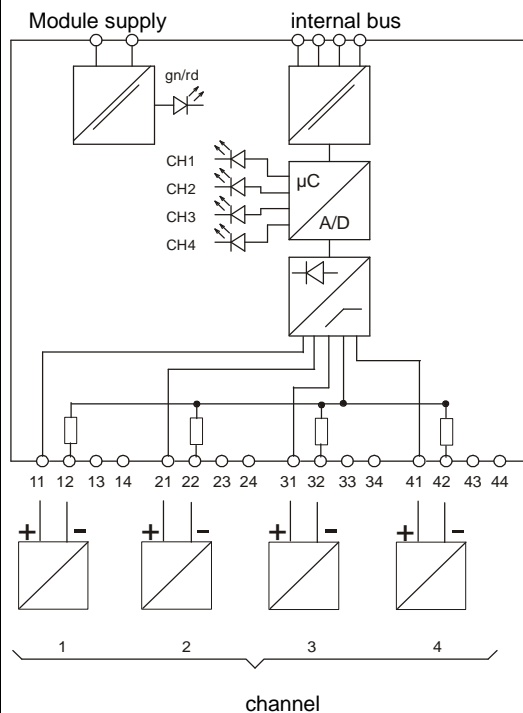 Module supply internal bus
gn/rd
CH1
CH2
CH3
CH4
µC
A/D
11 12 13 14 21 22 23 24 31 32 33 34 41 42 43 44
+ - + - + - + -
1 2 3 4
channel